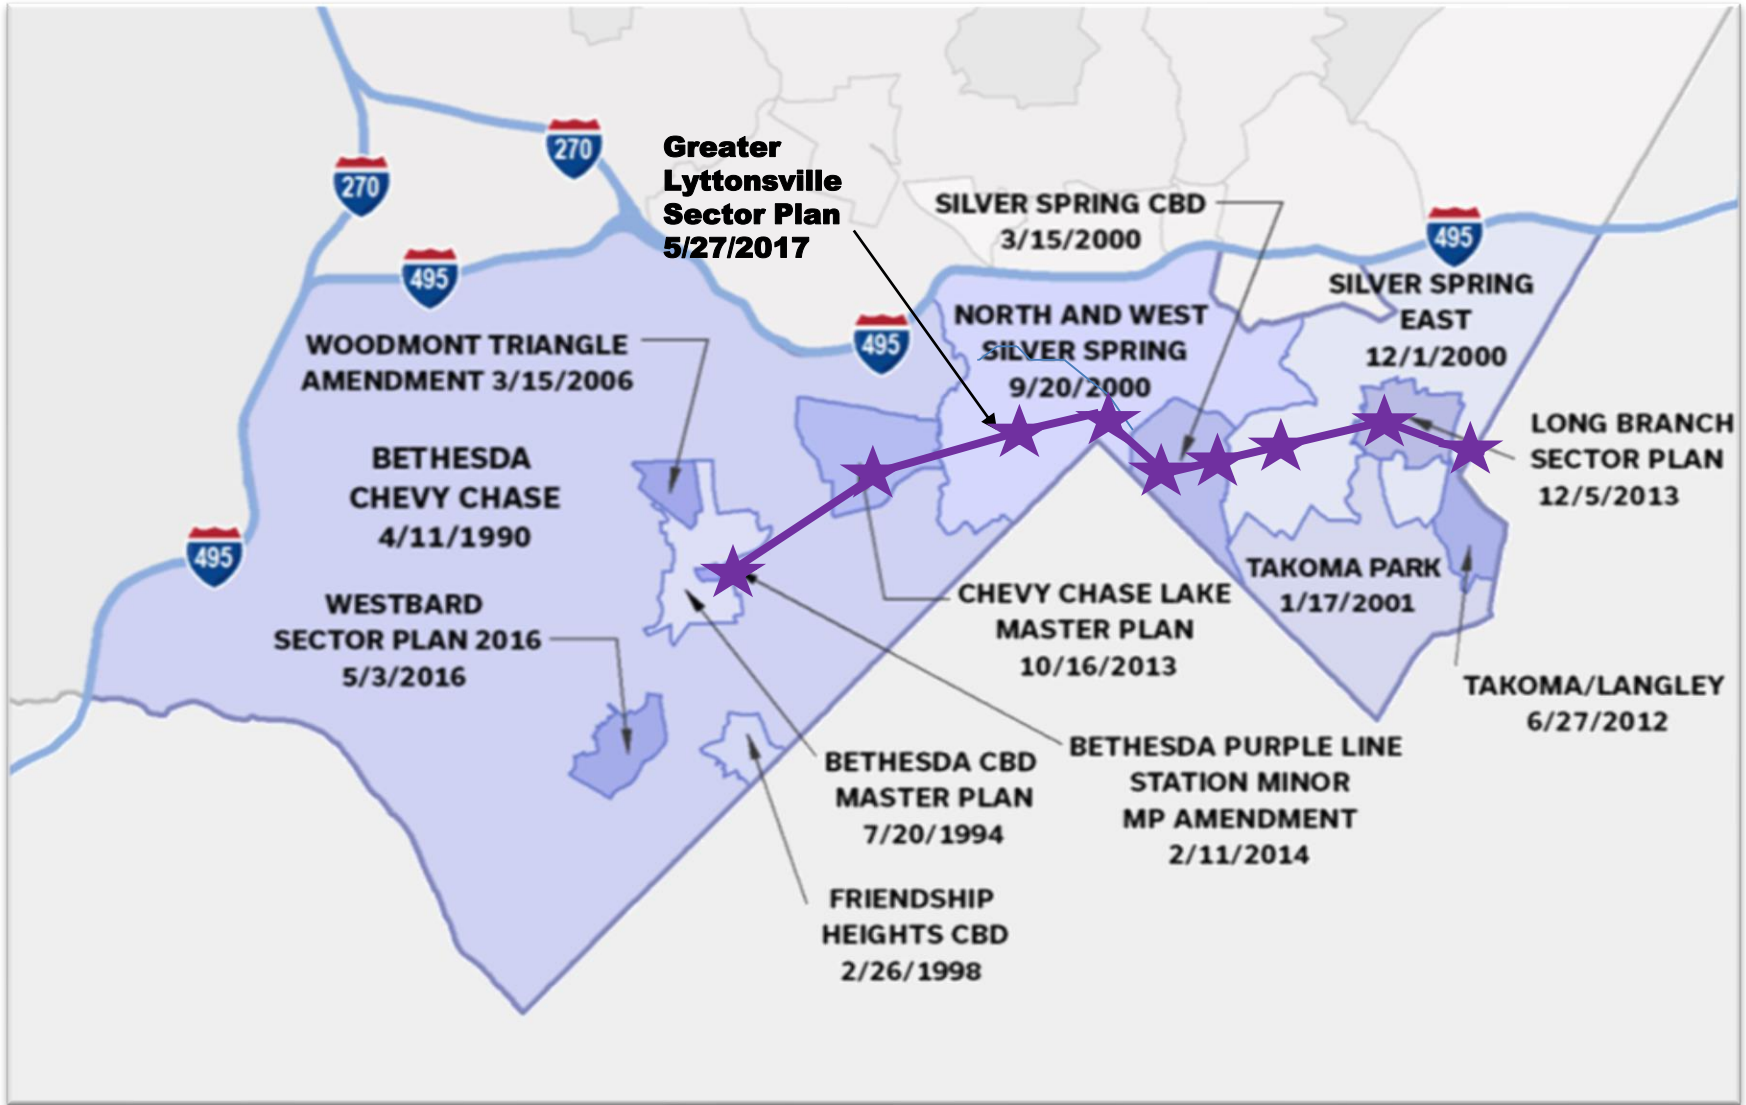 270
270
Greater
Lyttonsville
Sector Plan
5/27/2017
SILVER SPRING CBD
3/15/2000
495
495
SILVER SPRING
EAST
12/1/2000
NORTH AND WEST
SILVER SPRING
9/20/2000
495
WOODMONT TRIANGLE
AMENDMENT 3/15/2006
LONG BRANCH
SECTOR PLAN
12/5/2013
BETHESDA
CHEVY CHASE
4/11/1990
495
TAKOMA PARK
1/17/2001
WESTBARD
SECTOR PLAN 2016
5/3/2016
CHEVY CHASE LAKE
MASTER PLAN
10/16/2013
TAKOMA/LANGLEY
6/27/2012
BETHESDA CBD
MASTER PLAN
7/20/1994
BETHESDA PURPLE LINE
STATION MINOR
MP AMENDMENT
2/11/2014
FRIENDSHIP
HEIGHTS CBD
2/26/1998